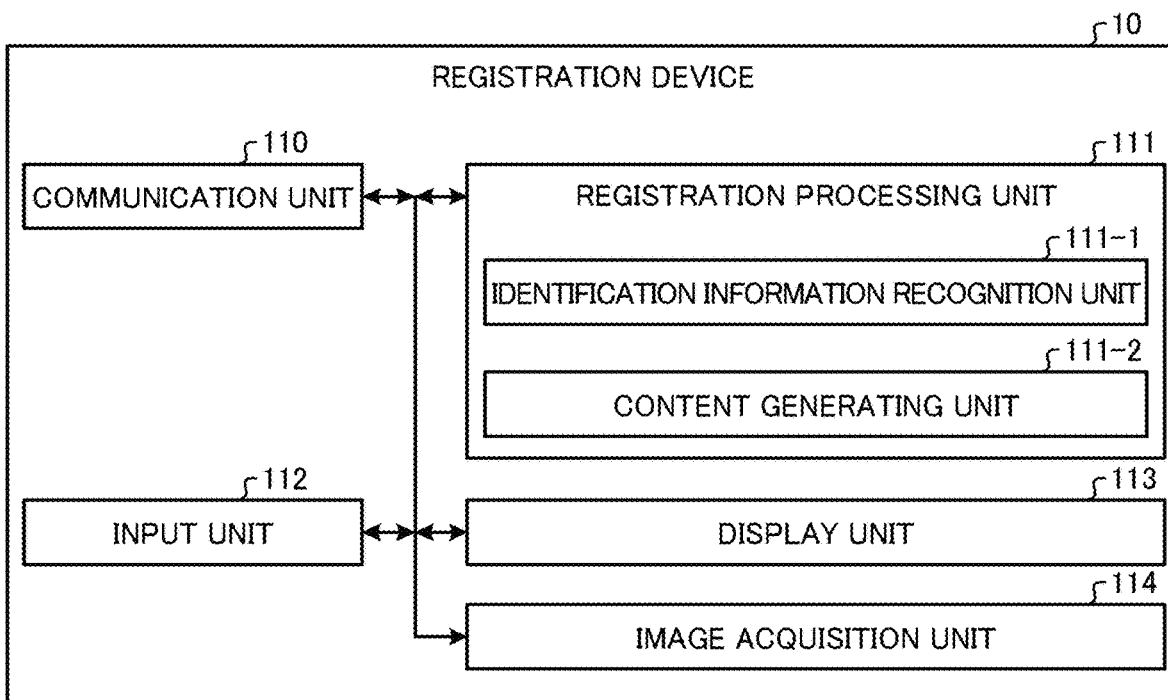 10
REGISTRATION DEVICE
110
COMMUNICATION UNIT
111
REGISTRATION PROCESSING UNIT
111-1
IDENTIFICATION INFORMATION RECOGNITION UNIT
111-2
CONTENT GENERATING UNIT
112
INPUT UNIT
113
DISPLAY UNIT
114
IMAGE ACQUISITION UNIT